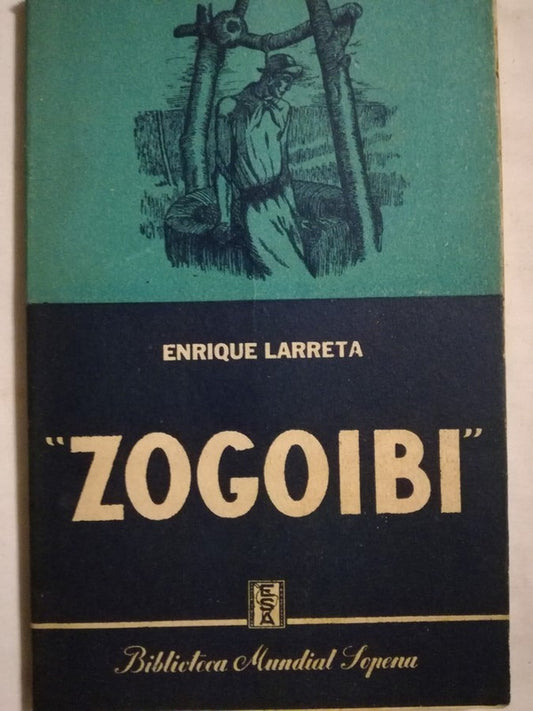 ENRIQUE LARRETA
"ZOGOIBI"
ESA
Biblioteca Mundial Sopena